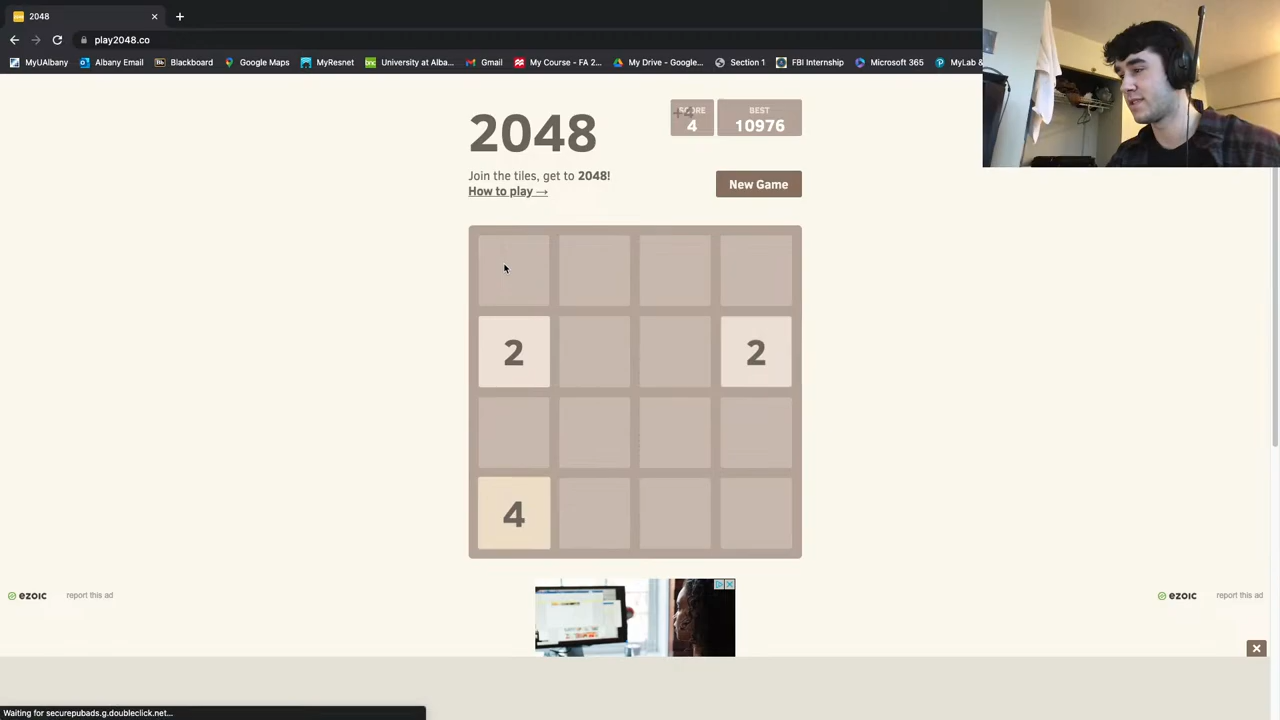 2048
play2048.co
MyUAlbany Albany Email Blackboard Google Maps MyResnet University at Alba... Gmail My Course - FA 2... My Drive - Google... Section 1 FBI Internship Microsoft 365 MyLab &
2048
SCORE
4
BEST
10976
+4
Join the tiles, get to 2048!
How to play →
New Game
2 2
4
ezoic report this ad
ezoic report this ad
Waiting for securepubads.g.doubleclick.net...